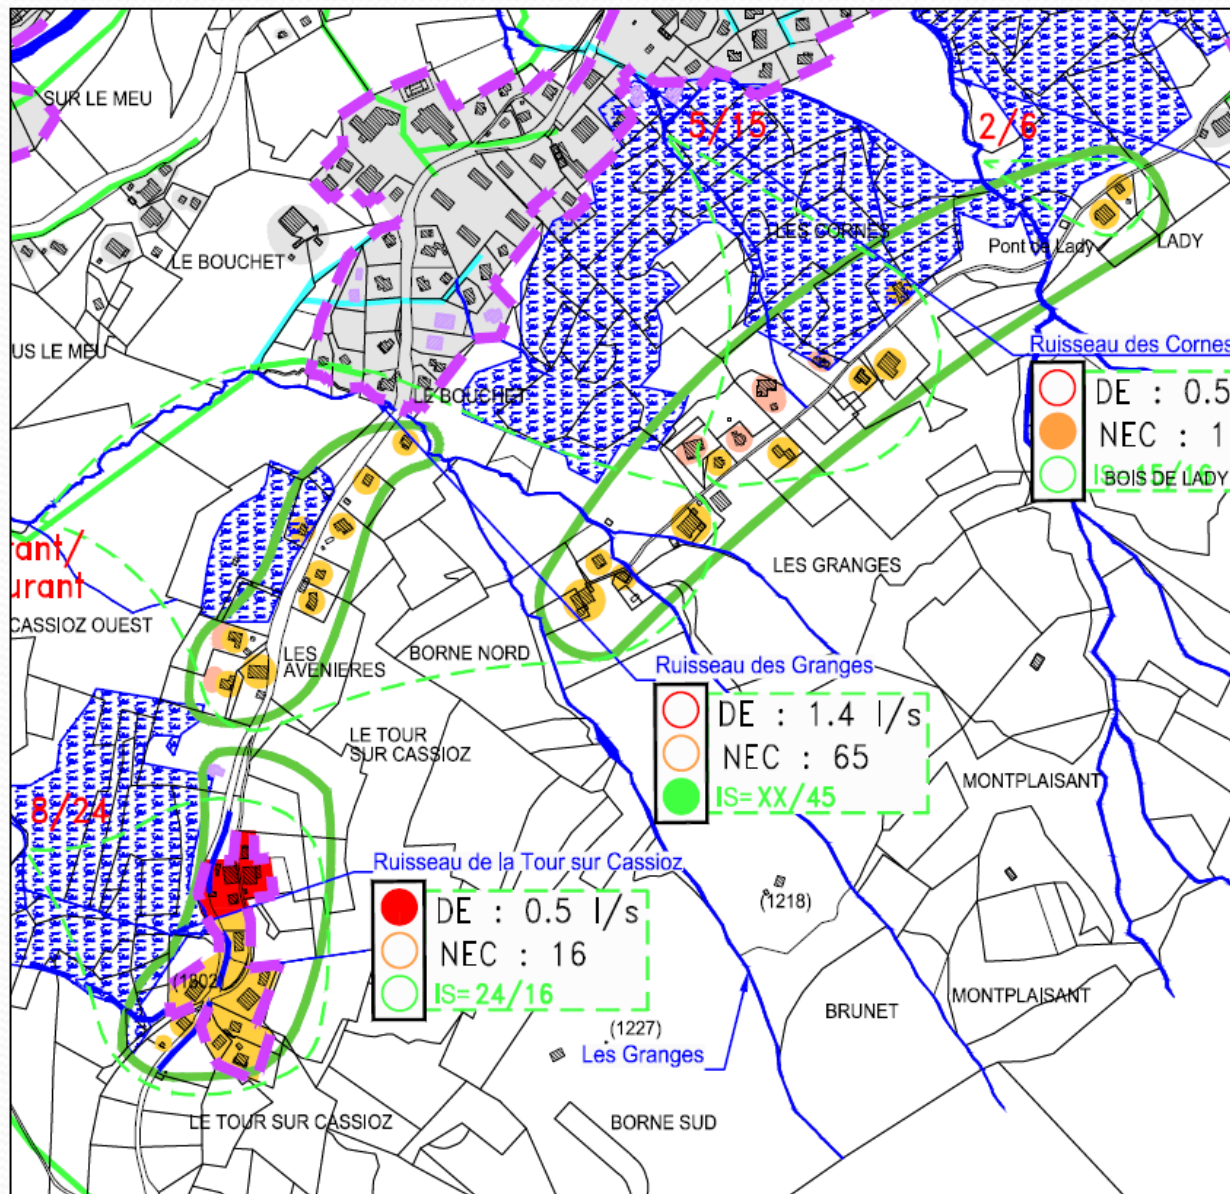 SUR LE MEU
5/15
2/6
ILES CORNES
Pont de Lady
LADY
LE BOUCHET
US LE MEU
Ruisseau des Cornes
LE BOUCHET
DE : 0.5
NEC : 1
IS=15/16
BOIS DE LADY
rant/
urant
LES GRANGES
CASSIOZ OUEST
LES
AVENIERES
BORNE NORD
Ruisseau des Granges
DE : 1.4 l/s
NEC : 65
IS=XX/45
LE TOUR
SUR CASSIOZ
MONTPLAISANT
8/24
Ruisseau de la Tour sur Cassioz
DE : 0.5 l/s
NEC : 16
IS=24/16
(1218)
(1802)
MONTPLAISANT
BRUNET
(1227)
Les Granges
LE TOUR SUR CASSIOZ
BORNE SUD